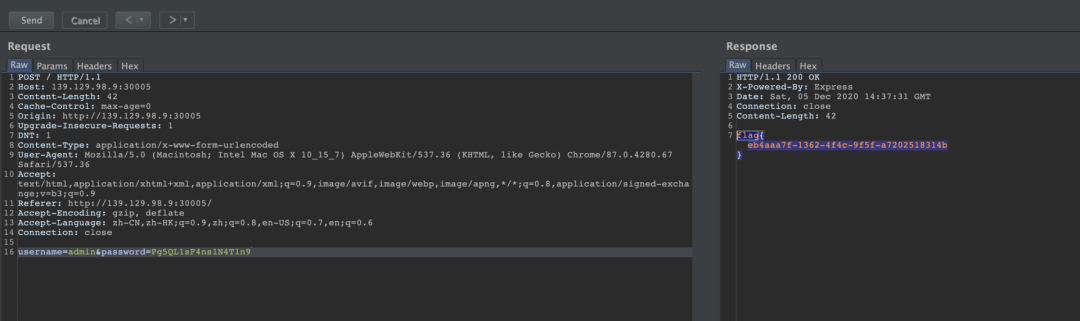 Send Cancel < >
Request
Raw Params Headers Hex
1 POST / HTTP/1.1
2 Host: 139.129.98.9:30005
3 Content-Length: 42
4 Cache-Control: max-age=0
5 Origin: http://139.129.98.9:30005
6 Upgrade-Insecure-Requests: 1
7 DNT: 1
8 Content-Type: application/x-www-form-urlencoded
9 User-Agent: Mozilla/5.0 (Macintosh; Intel Mac OS X 10_15_7) AppleWebKit/537.36 (KHTML, like Gecko) Chrome/87.0.4280.67
Safari/537.36
10 Accept:
text/html,application/xhtml+xml,application/xml;q=0.9,image/avif,image/webp,image/apng,*/*;q=0.8,application/signed-excha
nge;v=b3;q=0.9
11 Referer: http://139.129.98.9:30005/
12 Accept-Encoding: gzip, deflate
13 Accept-Language: zh-CN,zh-HK;q=0.9,zh;q=0.8,en-US;q=0.7,en;q=0.6
14 Connection: close
15
16 username=admin&password=Pg5QL1sF4ns1N4T1n9
Response
Raw Headers Hex
1 HTTP/1.1 200 OK
2 X-Powered-By: Express
3 Date: Sat, 05 Dec 2020 14:37:31 GMT
4 Connection: close
5 Content-Length: 42
6
7 flag{
eb4aaa7f-1362-4f4c-9f5f-a7202518314b
}